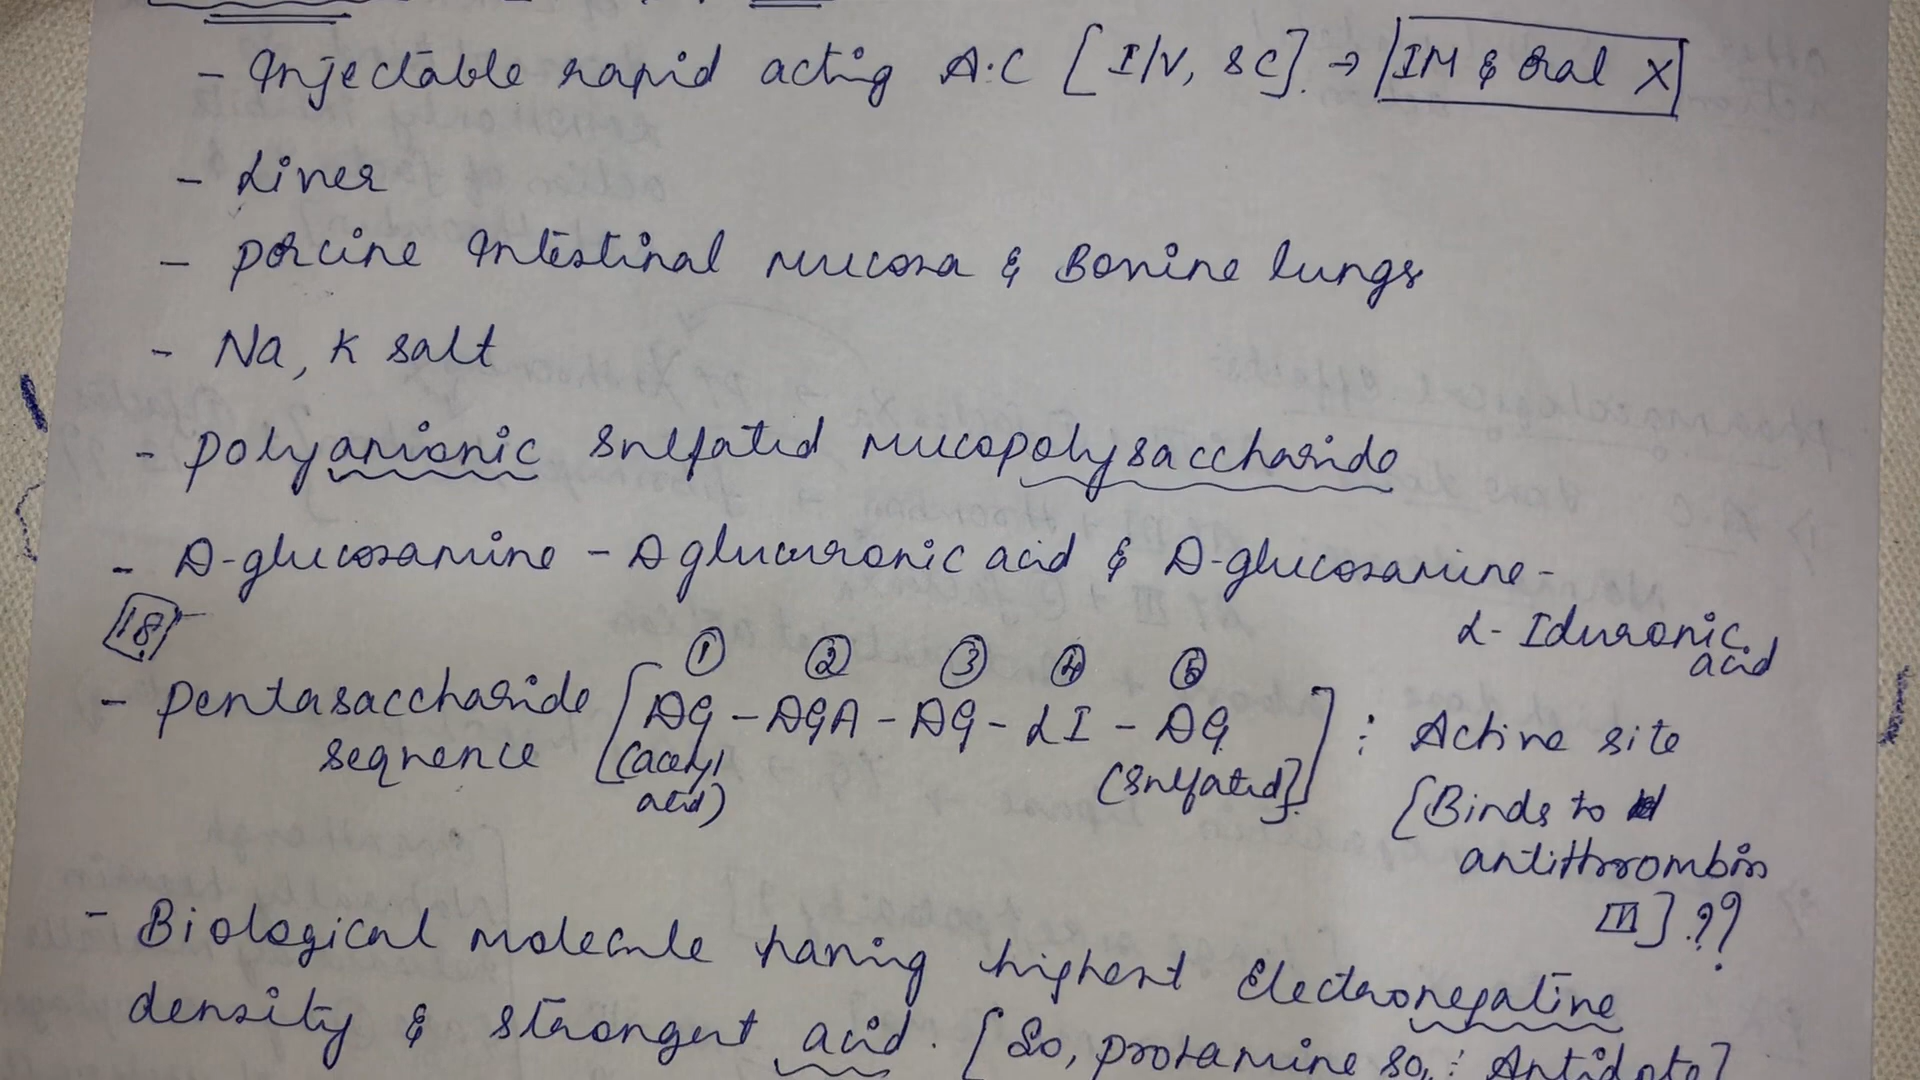 - Injectable rapid acting A.C [I/V, SC]. → IM & Oral X
- Liver
- Porcine Intestinal mucosa & Bovine lungs
- Na, K salt
- Polyanionic sulfated mucopolysaccharide
- D-glucosamine - D glucuronic acid & D-glucosamine -
L-Iduronic acid
18
① ② ③ ④ ⑤
- Pentasaccharide [DG - DGA - DG - LI - DG] : Active site
sequence (acetyl acid) (Sulfated) [Binds to
antithrombin
III] ??
- Biological molecule having highest Electronegative
density & strongest acid. [So, protamine SO₄ : Antidote]